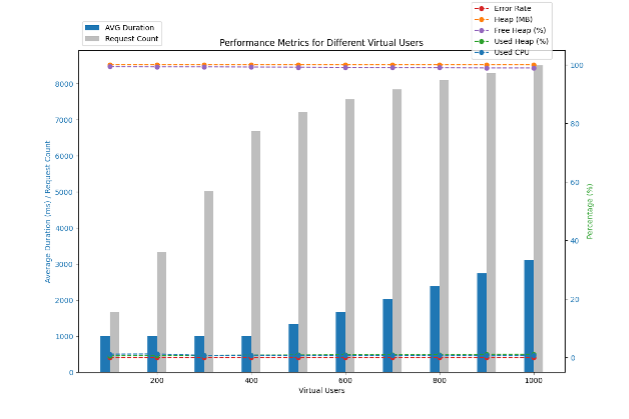 Error Rate
Heap (MB)
Free Heap (%)
Used Heap (%)
Used CPU
AVG Duration
Request Count
Performance Metrics for Different Virtual Users
8000
7000
6000
5000
4000
3000
2000
1000
0
Average Duration (ms) / Request Count
100
80
60
40
20
0
Percentage (%)
200
400
600
800
1000
Virtual Users